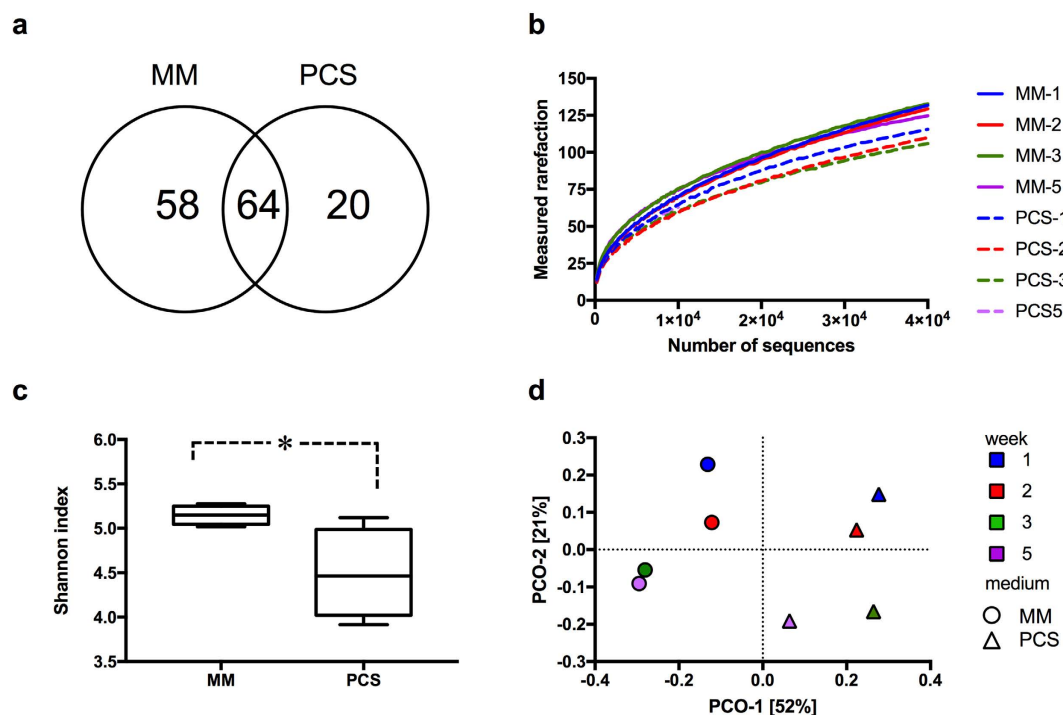 a
MM PCS
58 64 20
b
Measured rarefaction
150
125
100
75
50
25
0
0 1×10⁴ 2×10⁴ 3×10⁴ 4×10⁴
Number of sequences
MM-1
MM-2
MM-3
MM-5
PCS-1
PCS-2
PCS-3
PCS5
c
Shannon index
6.0
5.5
5.0
4.5
4.0
3.5
*
MM PCS
d
PCO-2 [21%]
0.3
0.2
0.1
0.0
-0.1
-0.2
-0.3
-0.4 -0.2 0.0 0.2 0.4
PCO-1 [52%]
week
1
2
3
5
medium
MM
PCS